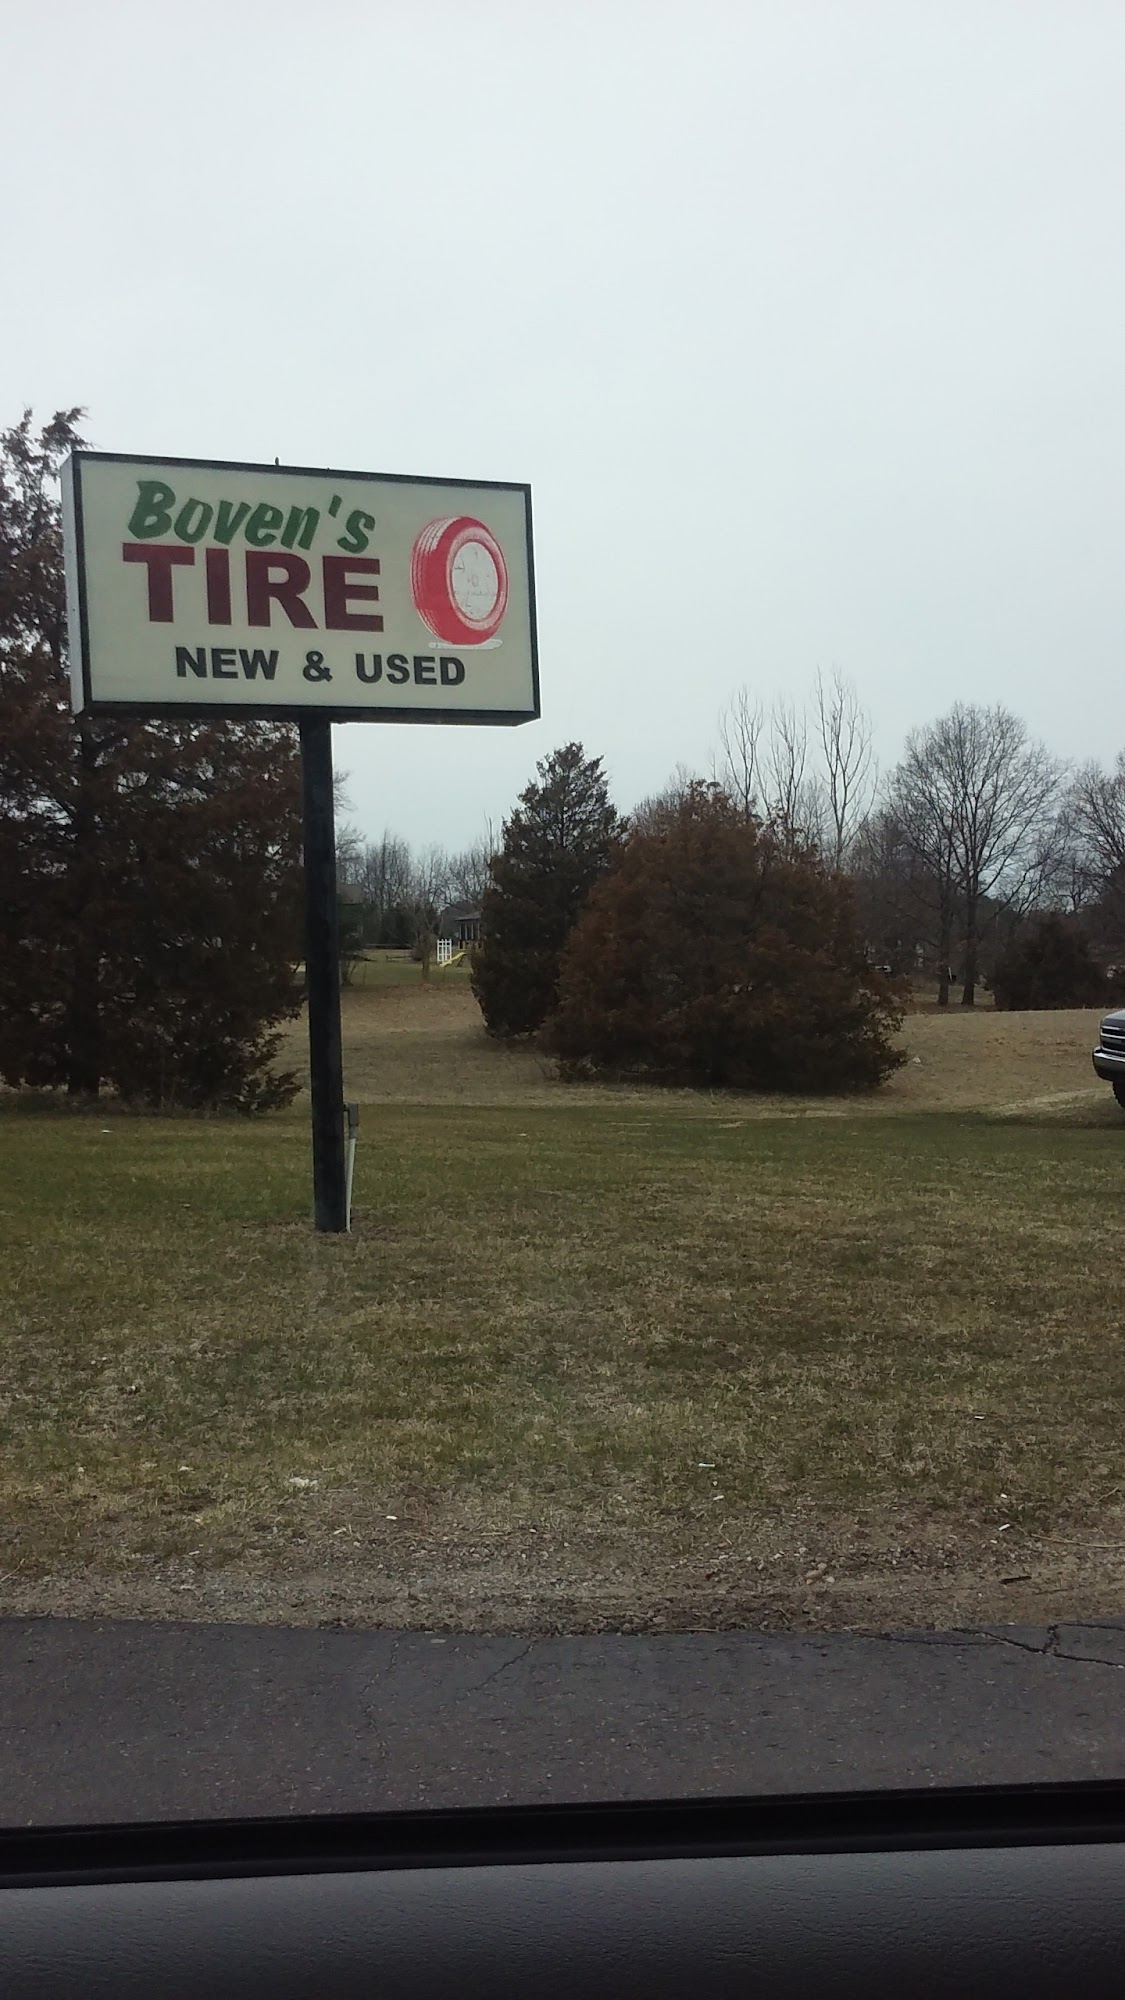 Boven's
TIRE
NEW & USED